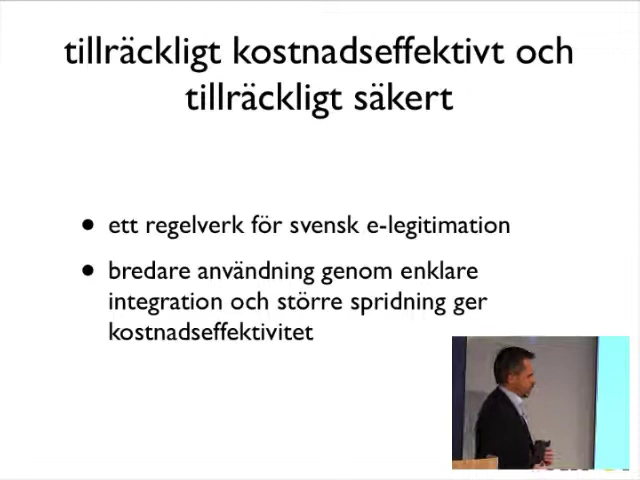 tillräckligt kostnadseffektivt och
tillräckligt säkert
• ett regelverk för svensk e-legitimation
• bredare användning genom enklare
integration och större spridning ger
kostnadseffektivitet